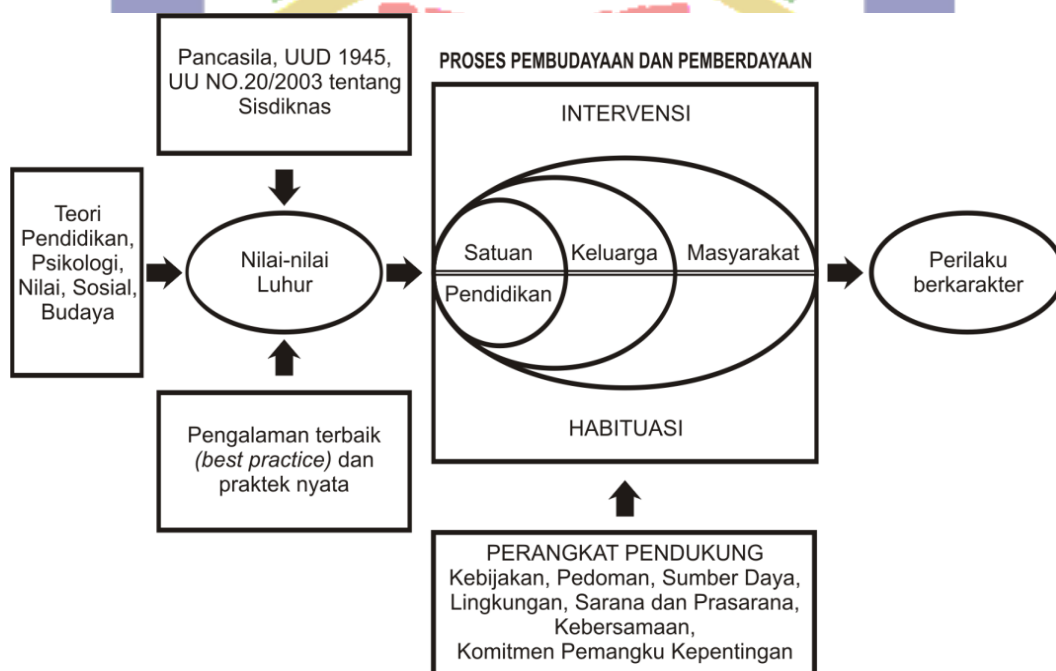 Pancasila, UUD 1945,
UU NO.20/2003 tentang
Sisdiknas
PROSES PEMBUDAYAAN DAN PEMBERDAYAAN
INTERVENSI
Teori
Pendidikan,
Psikologi,
Nilai, Sosial,
Budaya
Nilai-nilai
Luhur
Satuan
Pendidikan
Keluarga
Masyarakat
Perilaku
berkarakter
HABITUASI
Pengalaman terbaik
(best practice) dan
praktek nyata
PERANGKAT PENDUKUNG
Kebijakan, Pedoman, Sumber Daya,
Lingkungan, Sarana dan Prasarana,
Kebersamaan,
Komitmen Pemangku Kepentingan